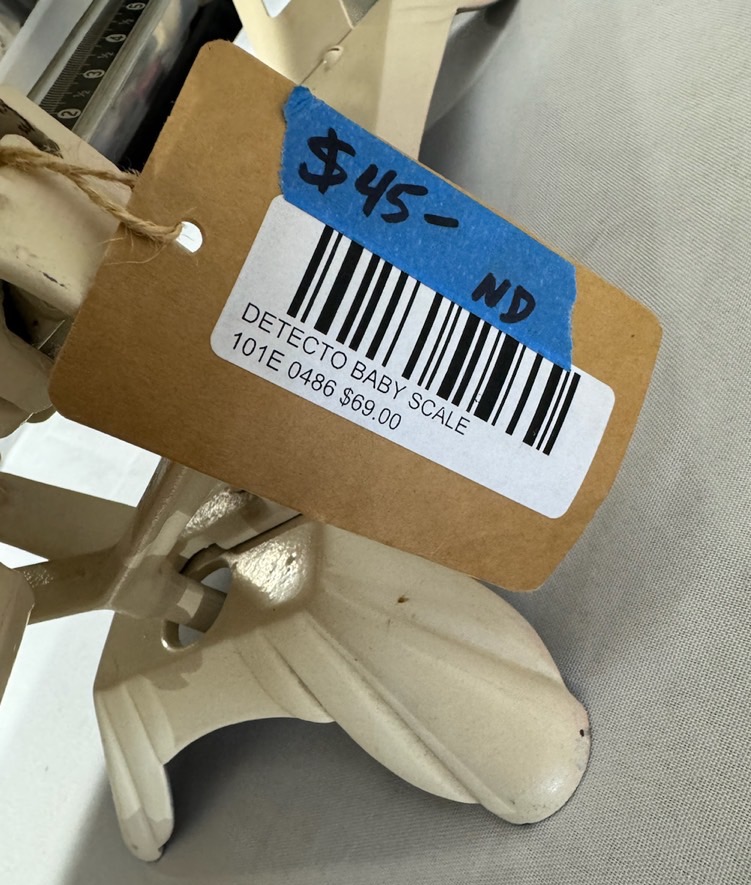 $45-
ND
DETECTO BABY SCALE
101E 0486 $69.00